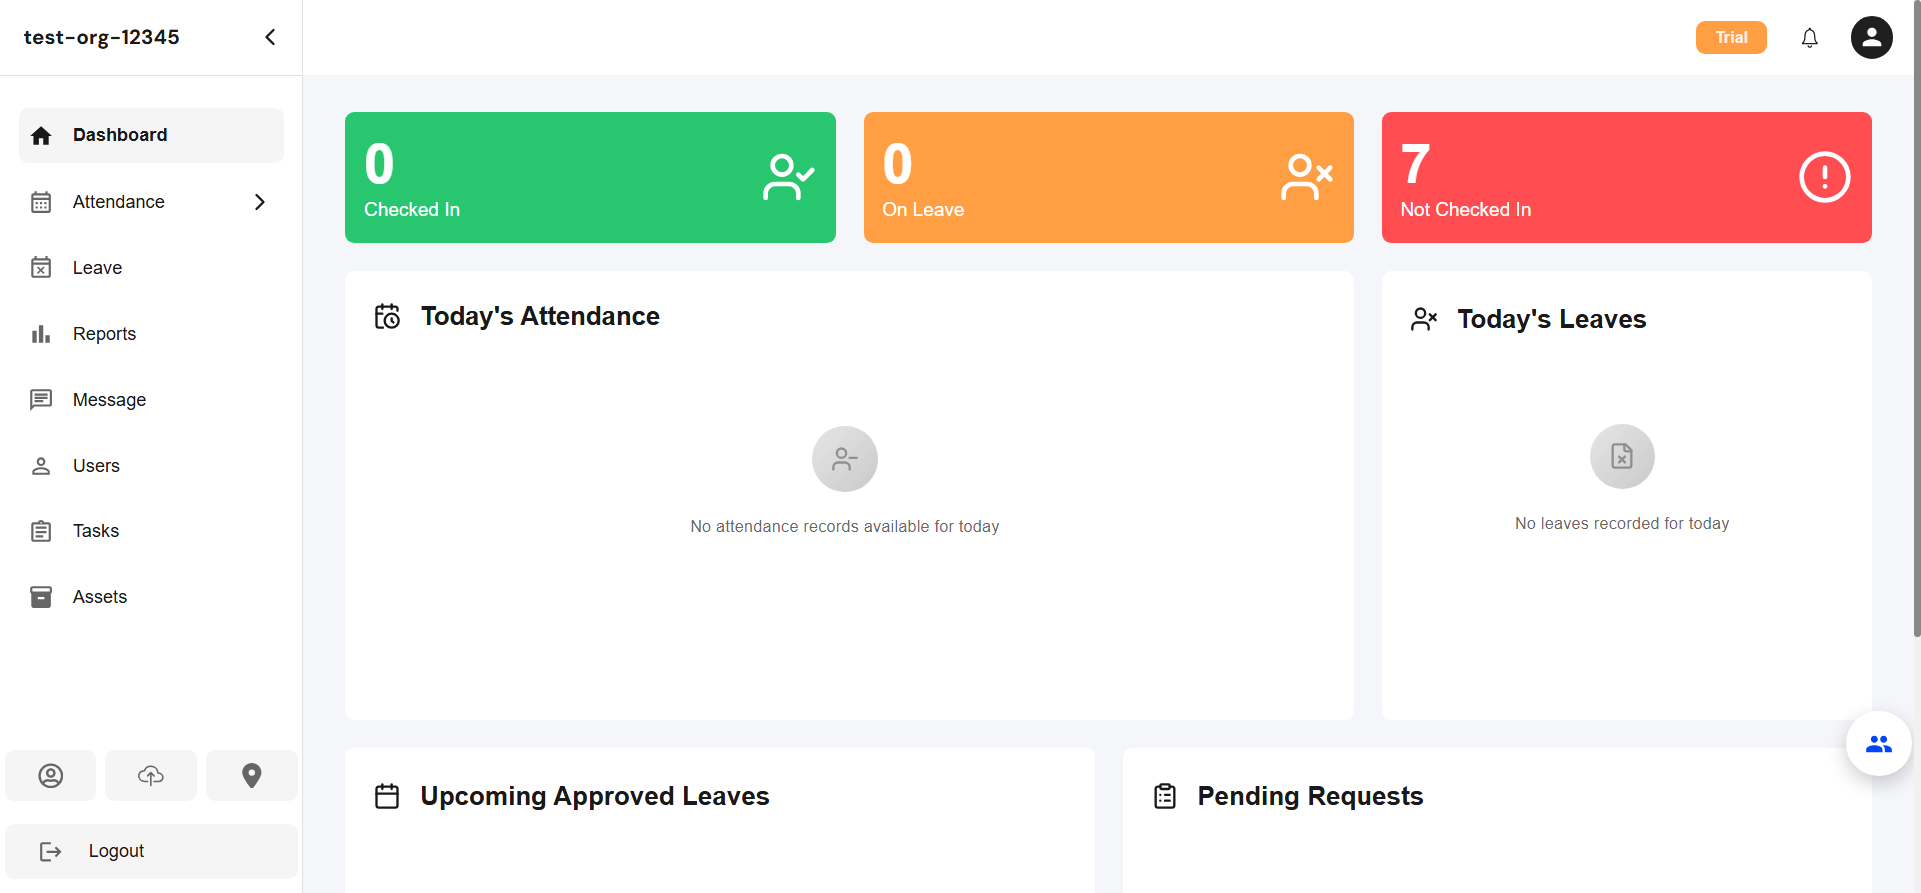 test-org-12345
Trial
Dashboard
Attendance
Leave
Reports
Message
Users
Tasks
Assets
Logout
0
Checked In
0
On Leave
7
Not Checked In
Today's Attendance
No attendance records available for today
Today's Leaves
No leaves recorded for today
Upcoming Approved Leaves
Pending Requests